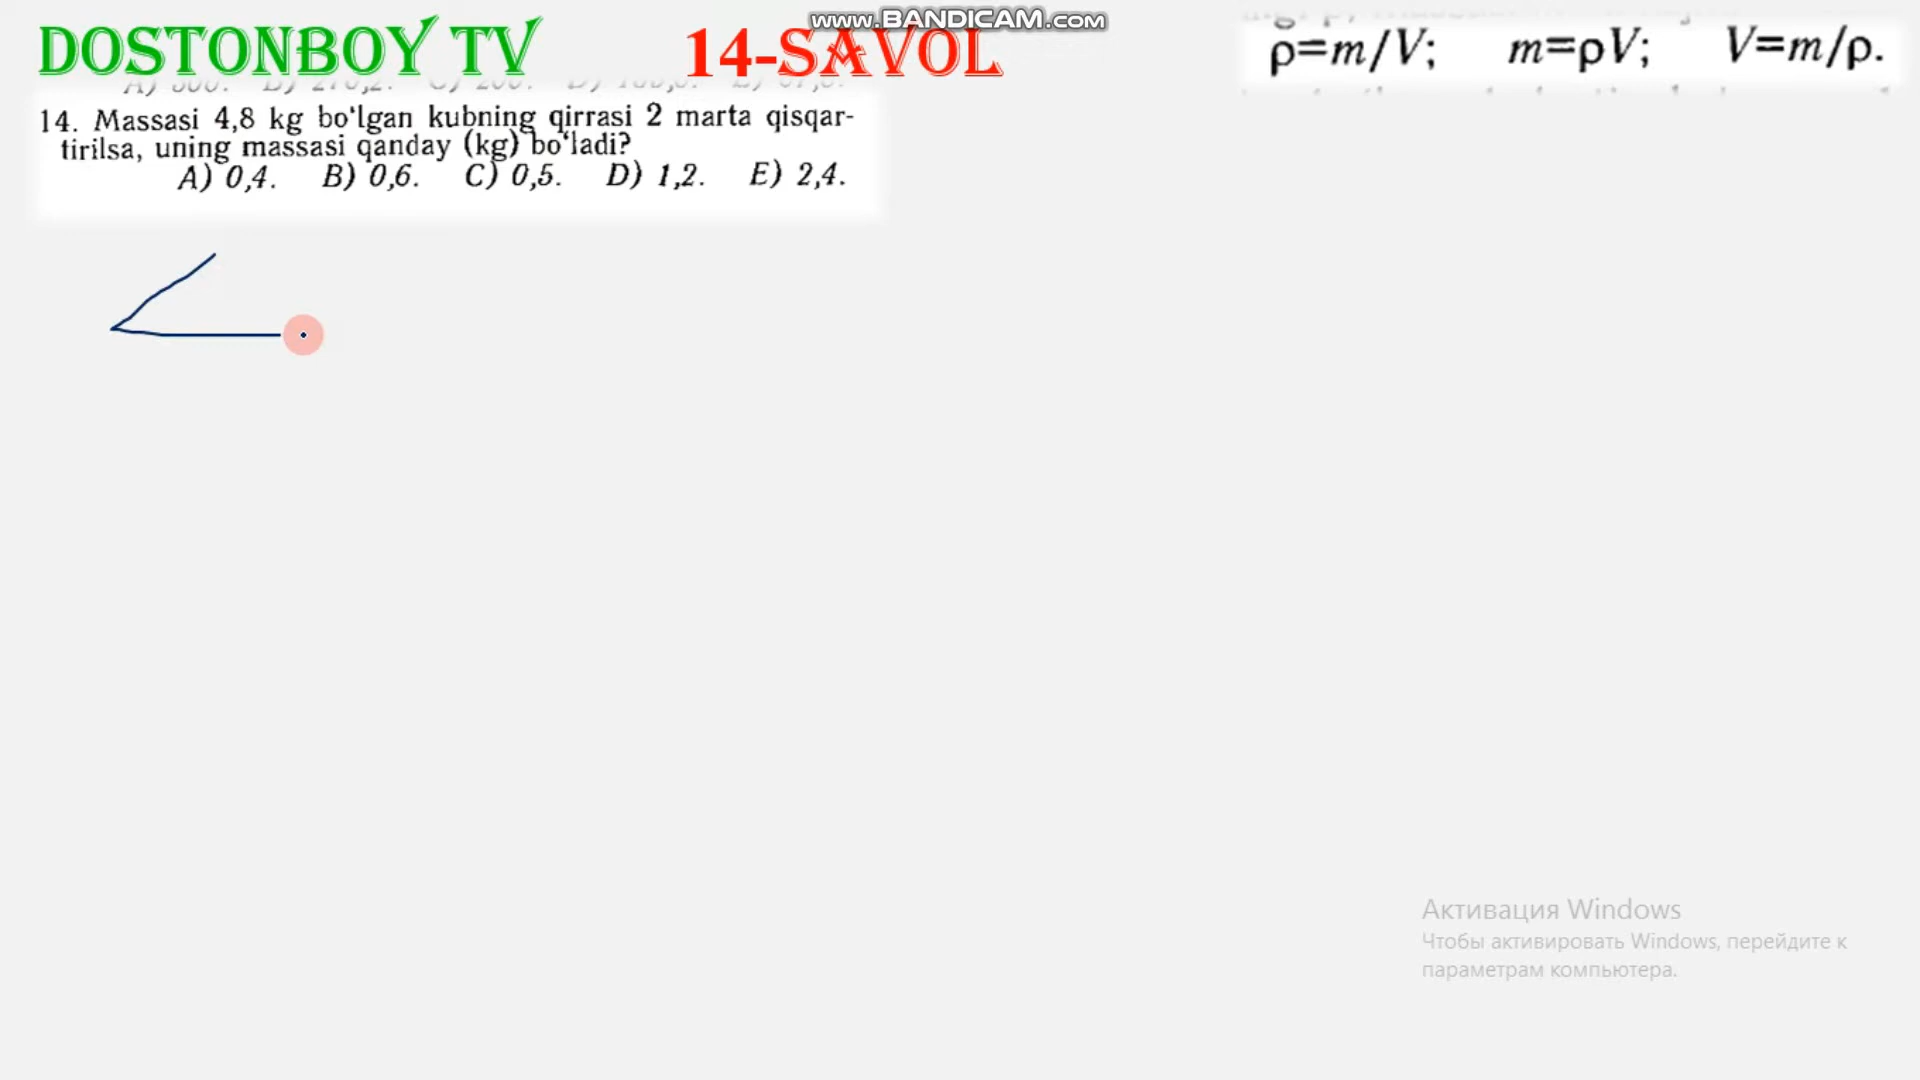 www.BANDICAM.com
DOSTONBOY TV
14-SAVOL
ρ=m/V; m=ρV; V=m/ρ.
14. Massasi 4,8 kg bo‘lgan kubning qirrasi 2 marta qisqar-
tirilsa, uning massasi qanday (kg) bo‘ladi?
A) 0,4. B) 0,6. C) 0,5. D) 1,2. E) 2,4.
Активация Windows
Чтобы активировать Windows, перейдите к
параметрам компьютера.